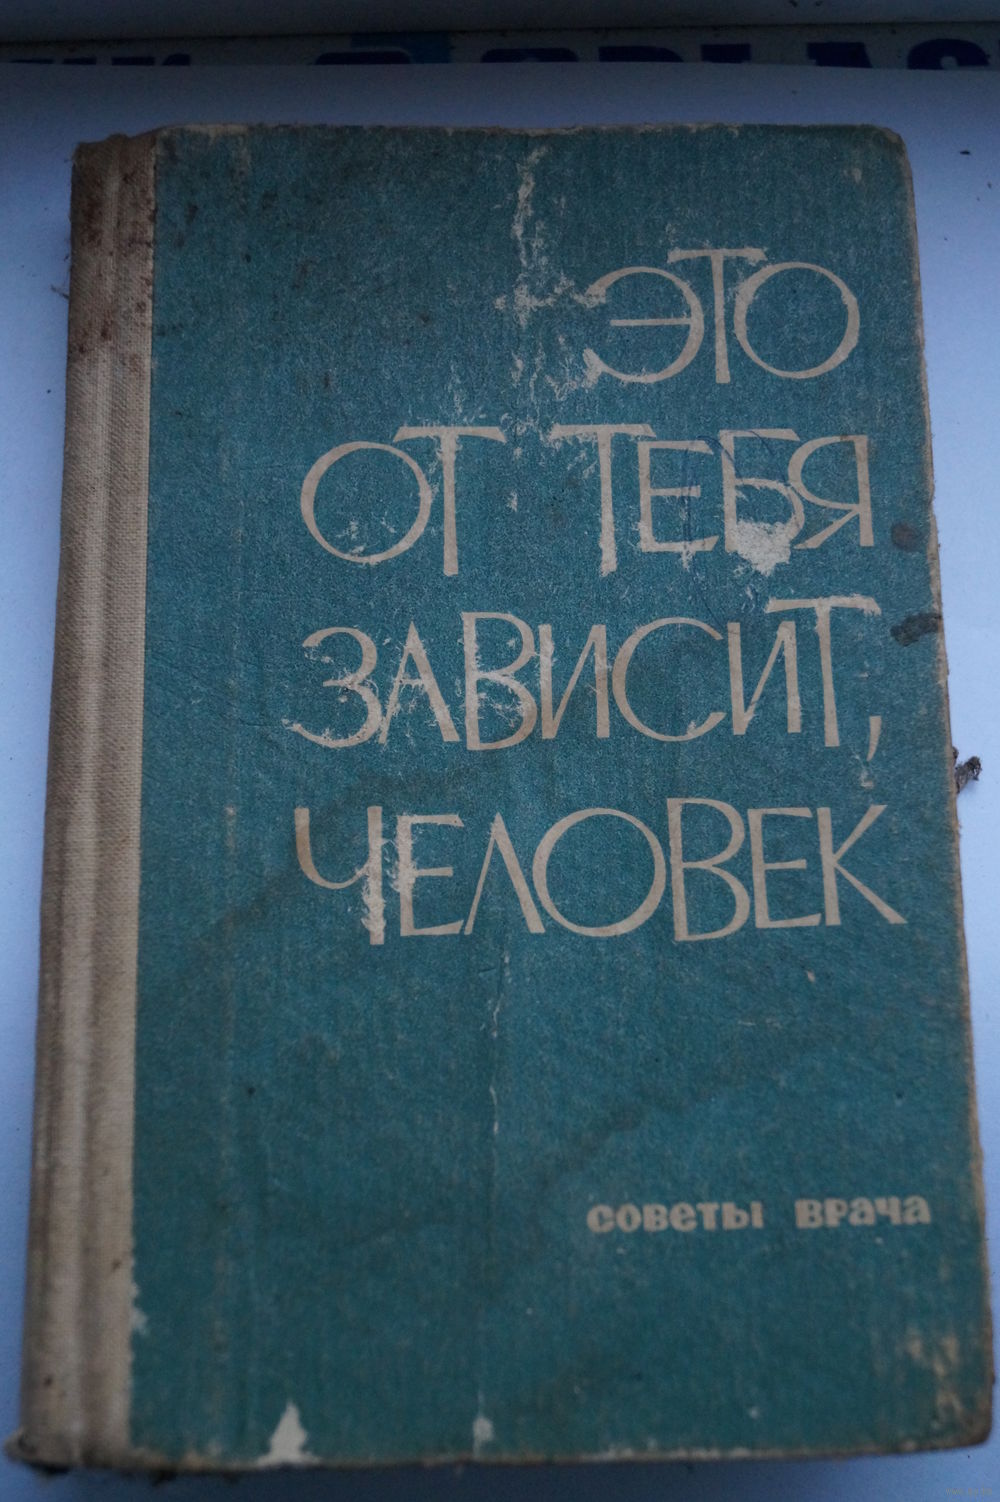 ЭТО
ОТ ТЕБЯ
ЗАВИСИТ,
ЧЕЛОВЕК
советы врача